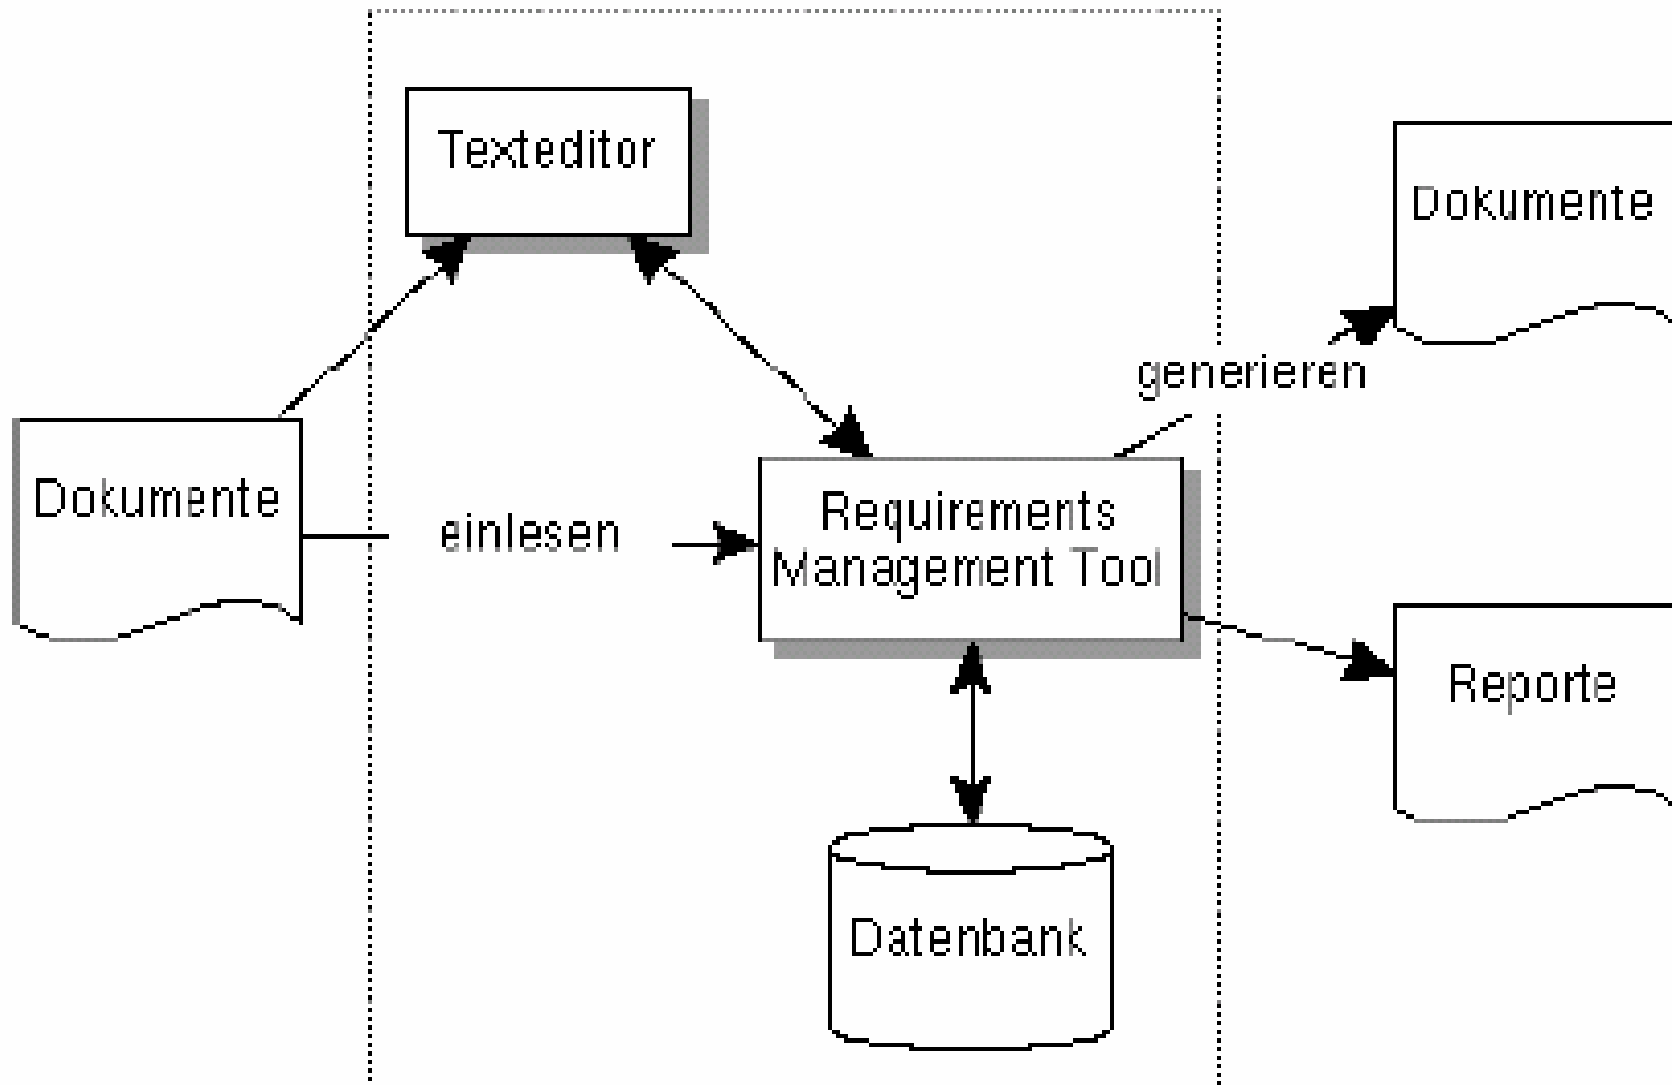 Texteditor
Dokumente
generieren
Dokumente
einlesen
Requirements
Management Tool
Reporte
Datenbank